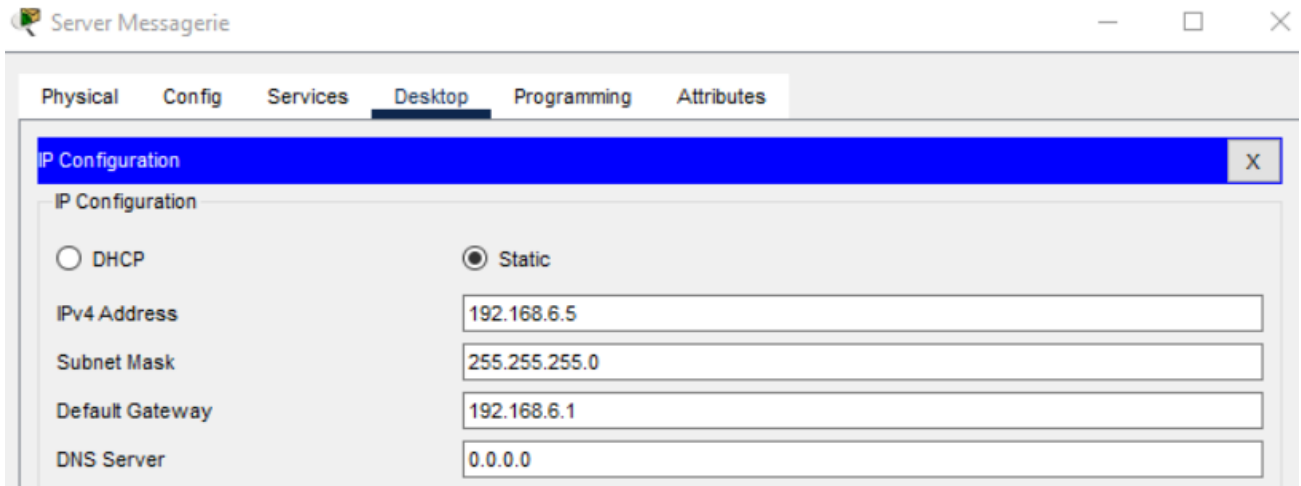 Server Messagerie
Physical Config Services Desktop Programming Attributes
IP Configuration X
IP Configuration
DHCP Static
IPv4 Address 192.168.6.5
Subnet Mask 255.255.255.0
Default Gateway 192.168.6.1
DNS Server 0.0.0.0